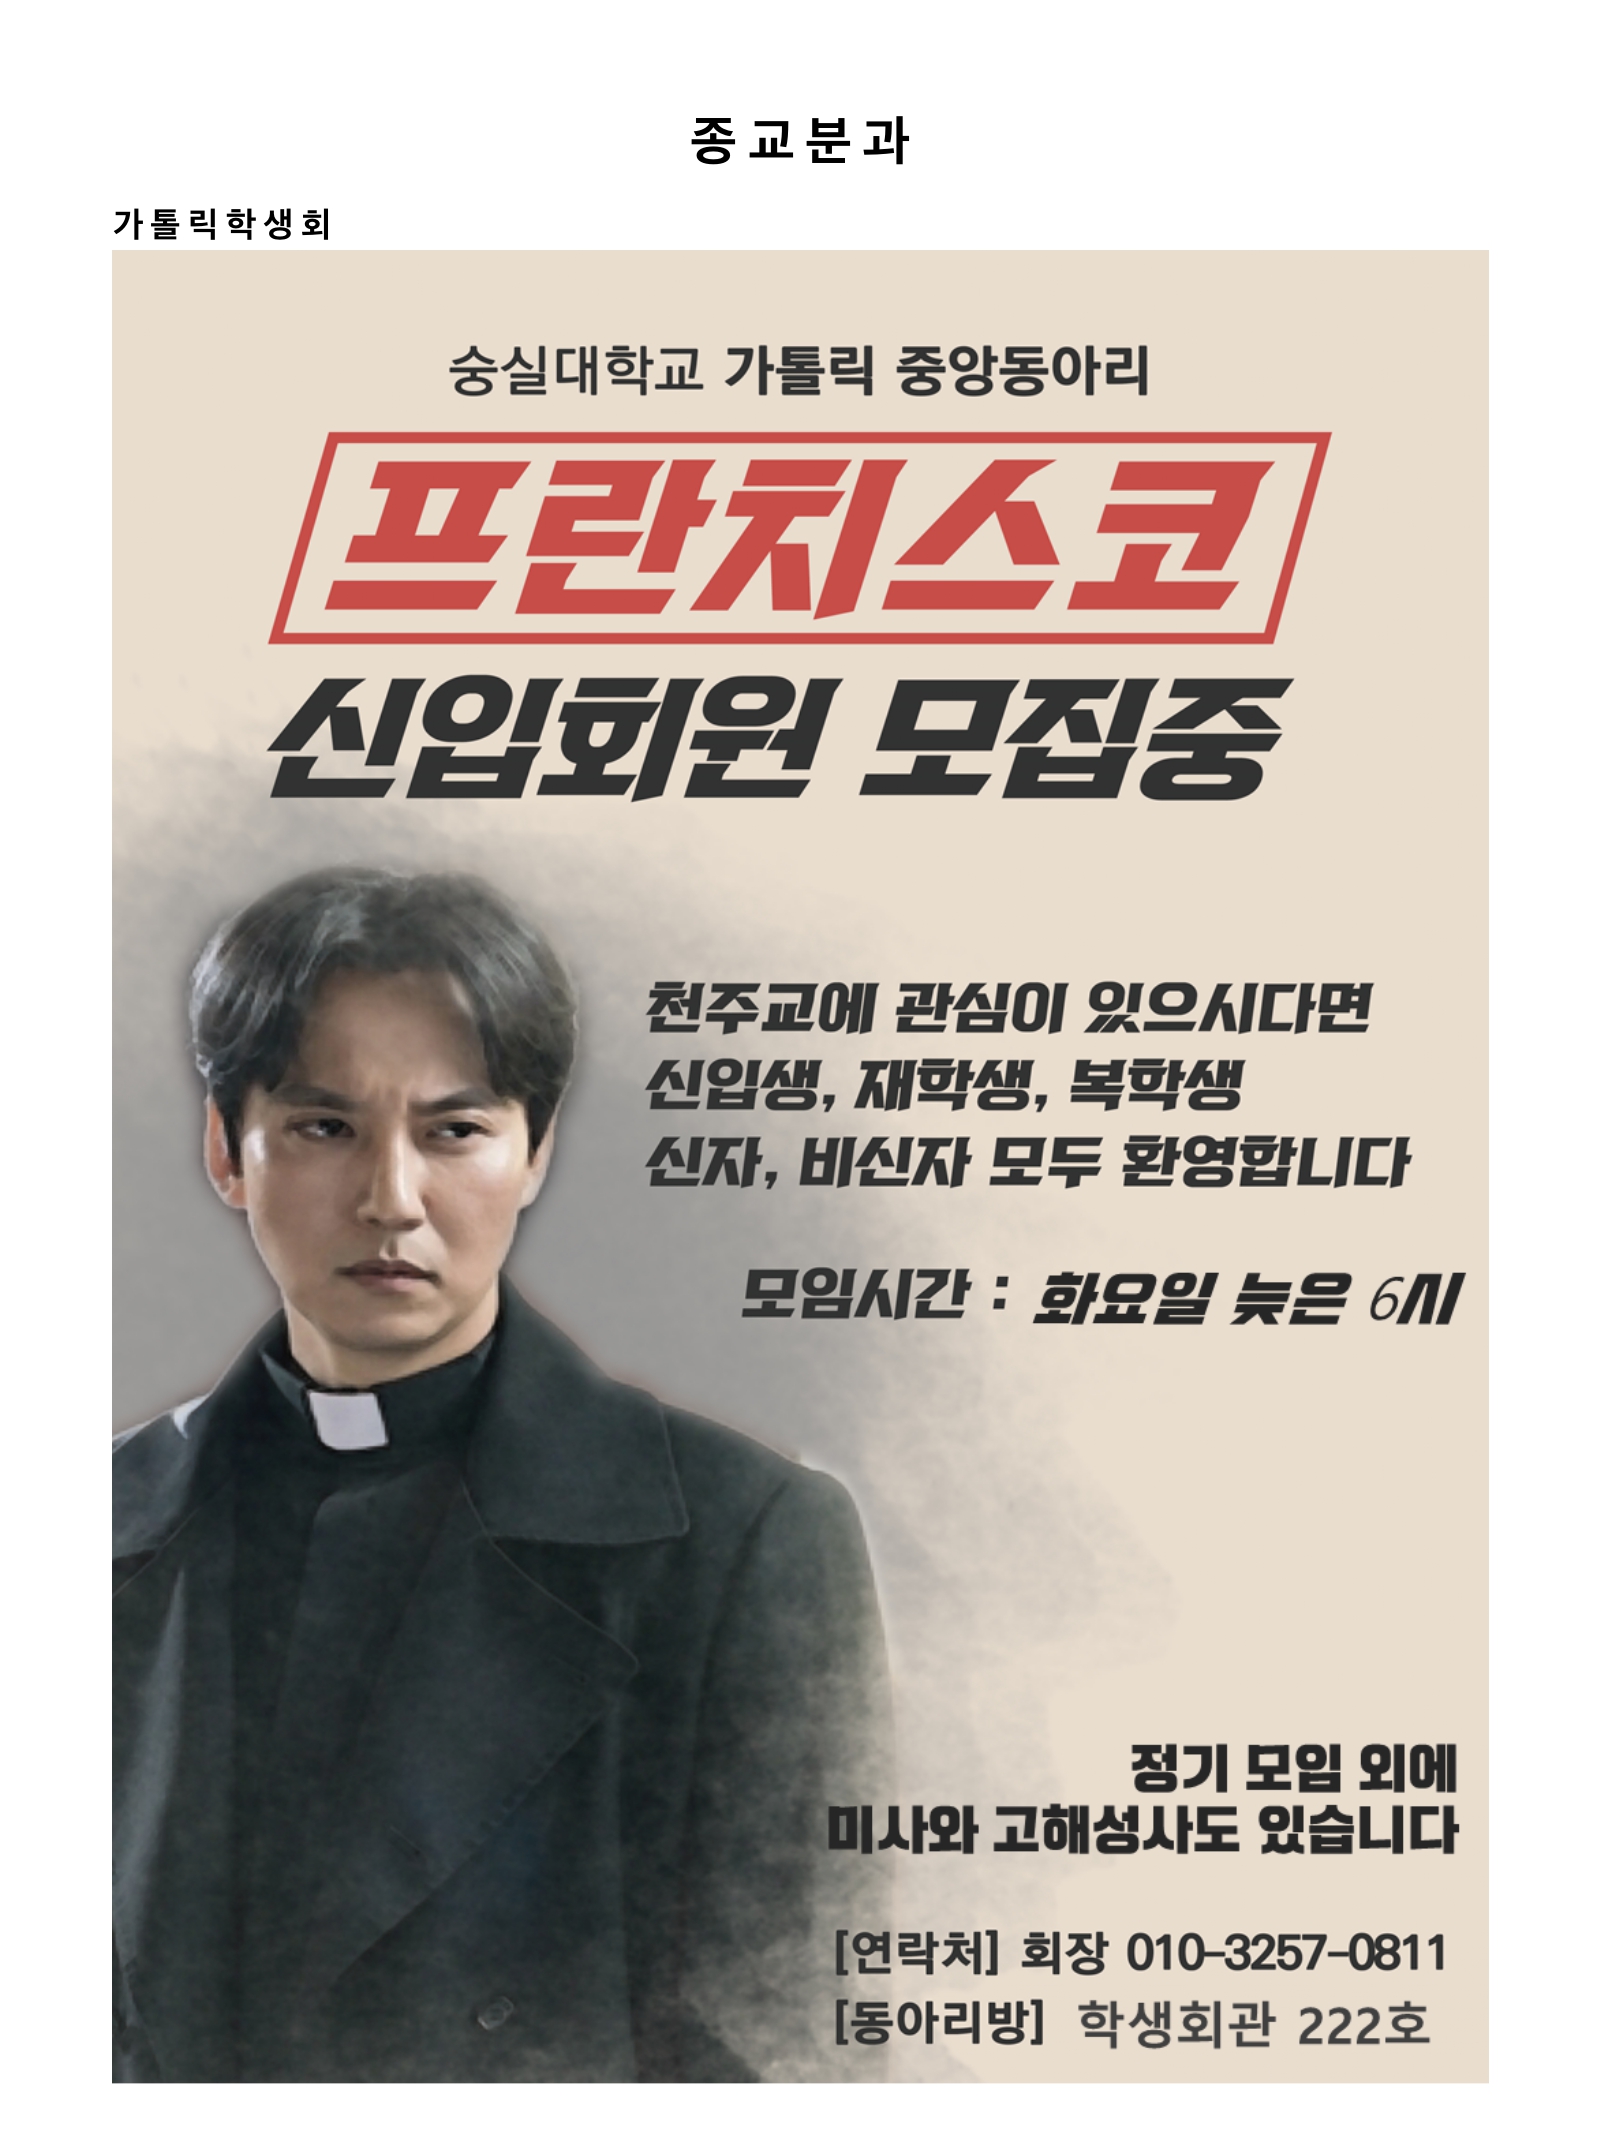 종교분과
가톨릭학생회
숭실대학교 가톨릭 중앙동아리
프란치스코
신입회원 모집중
천주교에 관심이 있으시다면
신입생, 재학생, 복학생
신자, 비신자 모두 환영합니다
모임시간 : 화요일 늦은 6시
정기 모임 외에
미사와 고해성사도 있습니다
[연락처] 회장 010-3257-0811
[동아리방] 학생회관 222호